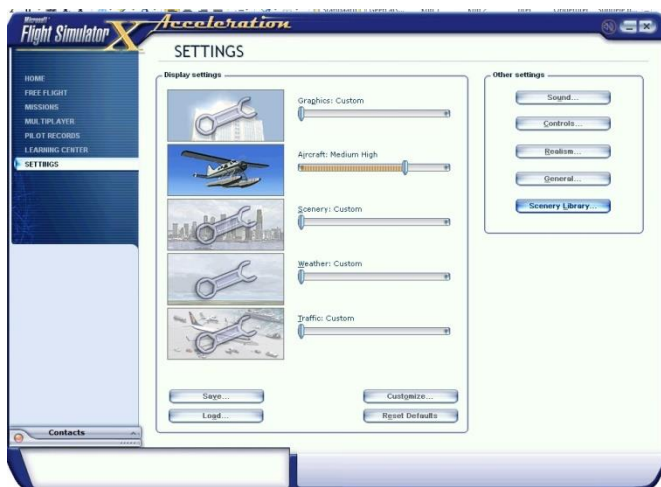 Microsoft
Flight Simulator X
Acceleration
SETTINGS
HOME
FREE FLIGHT
MISSIONS
MULTIPLAYER
PILOT RECORDS
LEARNING CENTER
SETTINGS
Display settings
Graphics: Custom
Aircraft: Medium High
Scenery: Custom
Weather: Custom
Traffic: Custom
Save...
Customize...
Load...
Reset Defaults
Other settings
Sound...
Controls...
Realism...
General...
Scenery Library...
Contacts